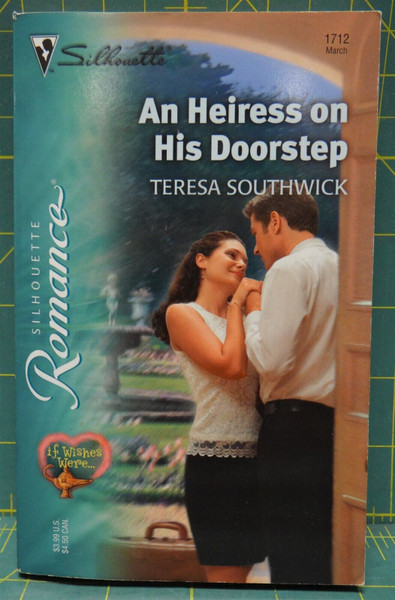 Silhouette®
1712
March
An Heiress on
His Doorstep
TERESA SOUTHWICK
SILHOUETTE
Romance®
if Wishes
Were...
$3.99 U.S.
$4.50 CAN.